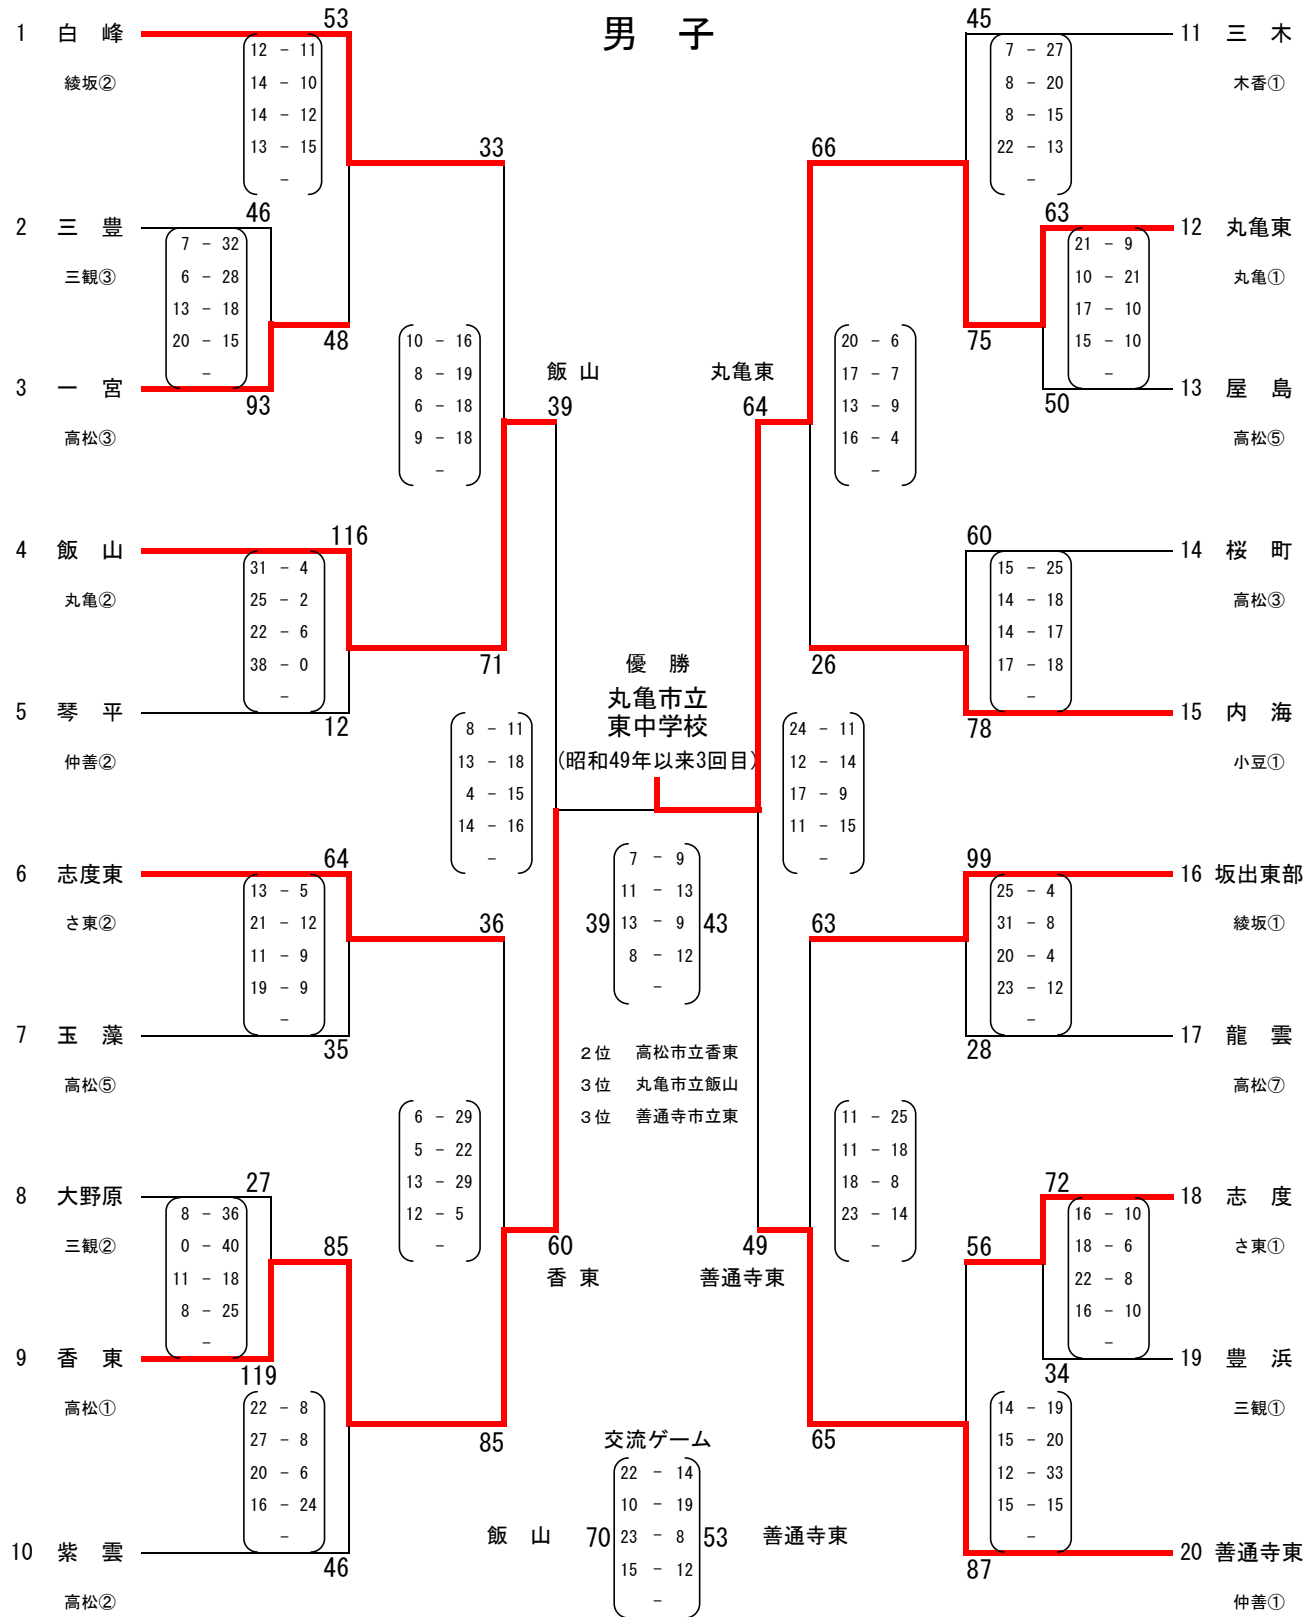 男 子
1 白 峰
綾坂②
53
12 - 11
14 - 10
14 - 12
13 - 15
-
2 三 豊
三観③
46
7 - 32
6 - 28
13 - 18
20 - 15
-
3 一 宮
高松③
93
48
33
10 - 16
8 - 19
6 - 18
9 - 18
-
飯 山
39
4 飯 山
丸亀②
116
31 - 4
25 - 2
22 - 6
38 - 0
-
5 琴 平
仲善②
12
71
8 - 11
13 - 18
4 - 15
14 - 16
-
6 志度東
さ東②
64
13 - 5
21 - 12
11 - 9
19 - 9
-
7 玉 藻
高松⑤
35
36
6 - 29
5 - 22
13 - 29
12 - 5
-
8 大野原
三観②
27
8 - 36
0 - 40
11 - 18
8 - 25
-
9 香 東
高松①
119
85
22 - 8
27 - 8
20 - 6
16 - 24
-
10 紫 雲
高松②
46
85
60
香 東
優 勝
丸亀市立
東中学校
(昭和49年以来3回目)
7 - 9
11 - 13
39 13 - 9 43
8 - 12
-
2位 高松市立香東
3位 丸亀市立飯山
3位 善通寺市立東
交流ゲーム
22 - 14
10 - 19
飯 山 70 23 - 8 53 善通寺東
15 - 12
-
45
11 三 木
木香①
7 - 27
8 - 20
8 - 15
22 - 13
-
66
63
12 丸亀東
丸亀①
21 - 9
10 - 21
17 - 10
15 - 10
-
75
50
13 屋 島
高松⑤
20 - 6
17 - 7
13 - 9
16 - 4
-
丸亀東
64
60
14 桜 町
高松③
15 - 25
14 - 18
14 - 17
17 - 18
-
26
78
15 内 海
小豆①
24 - 11
12 - 14
17 - 9
11 - 15
-
99
16 坂出東部
綾坂①
25 - 4
31 - 8
20 - 4
23 - 12
-
63
28
17 龍 雲
高松⑦
11 - 25
11 - 18
18 - 8
23 - 14
-
49
善通寺東
72
18 志 度
さ東①
16 - 10
18 - 6
22 - 8
16 - 10
-
56
34
19 豊 浜
三観①
14 - 19
15 - 20
12 - 33
15 - 15
-
65
87
20 善通寺東
仲善①